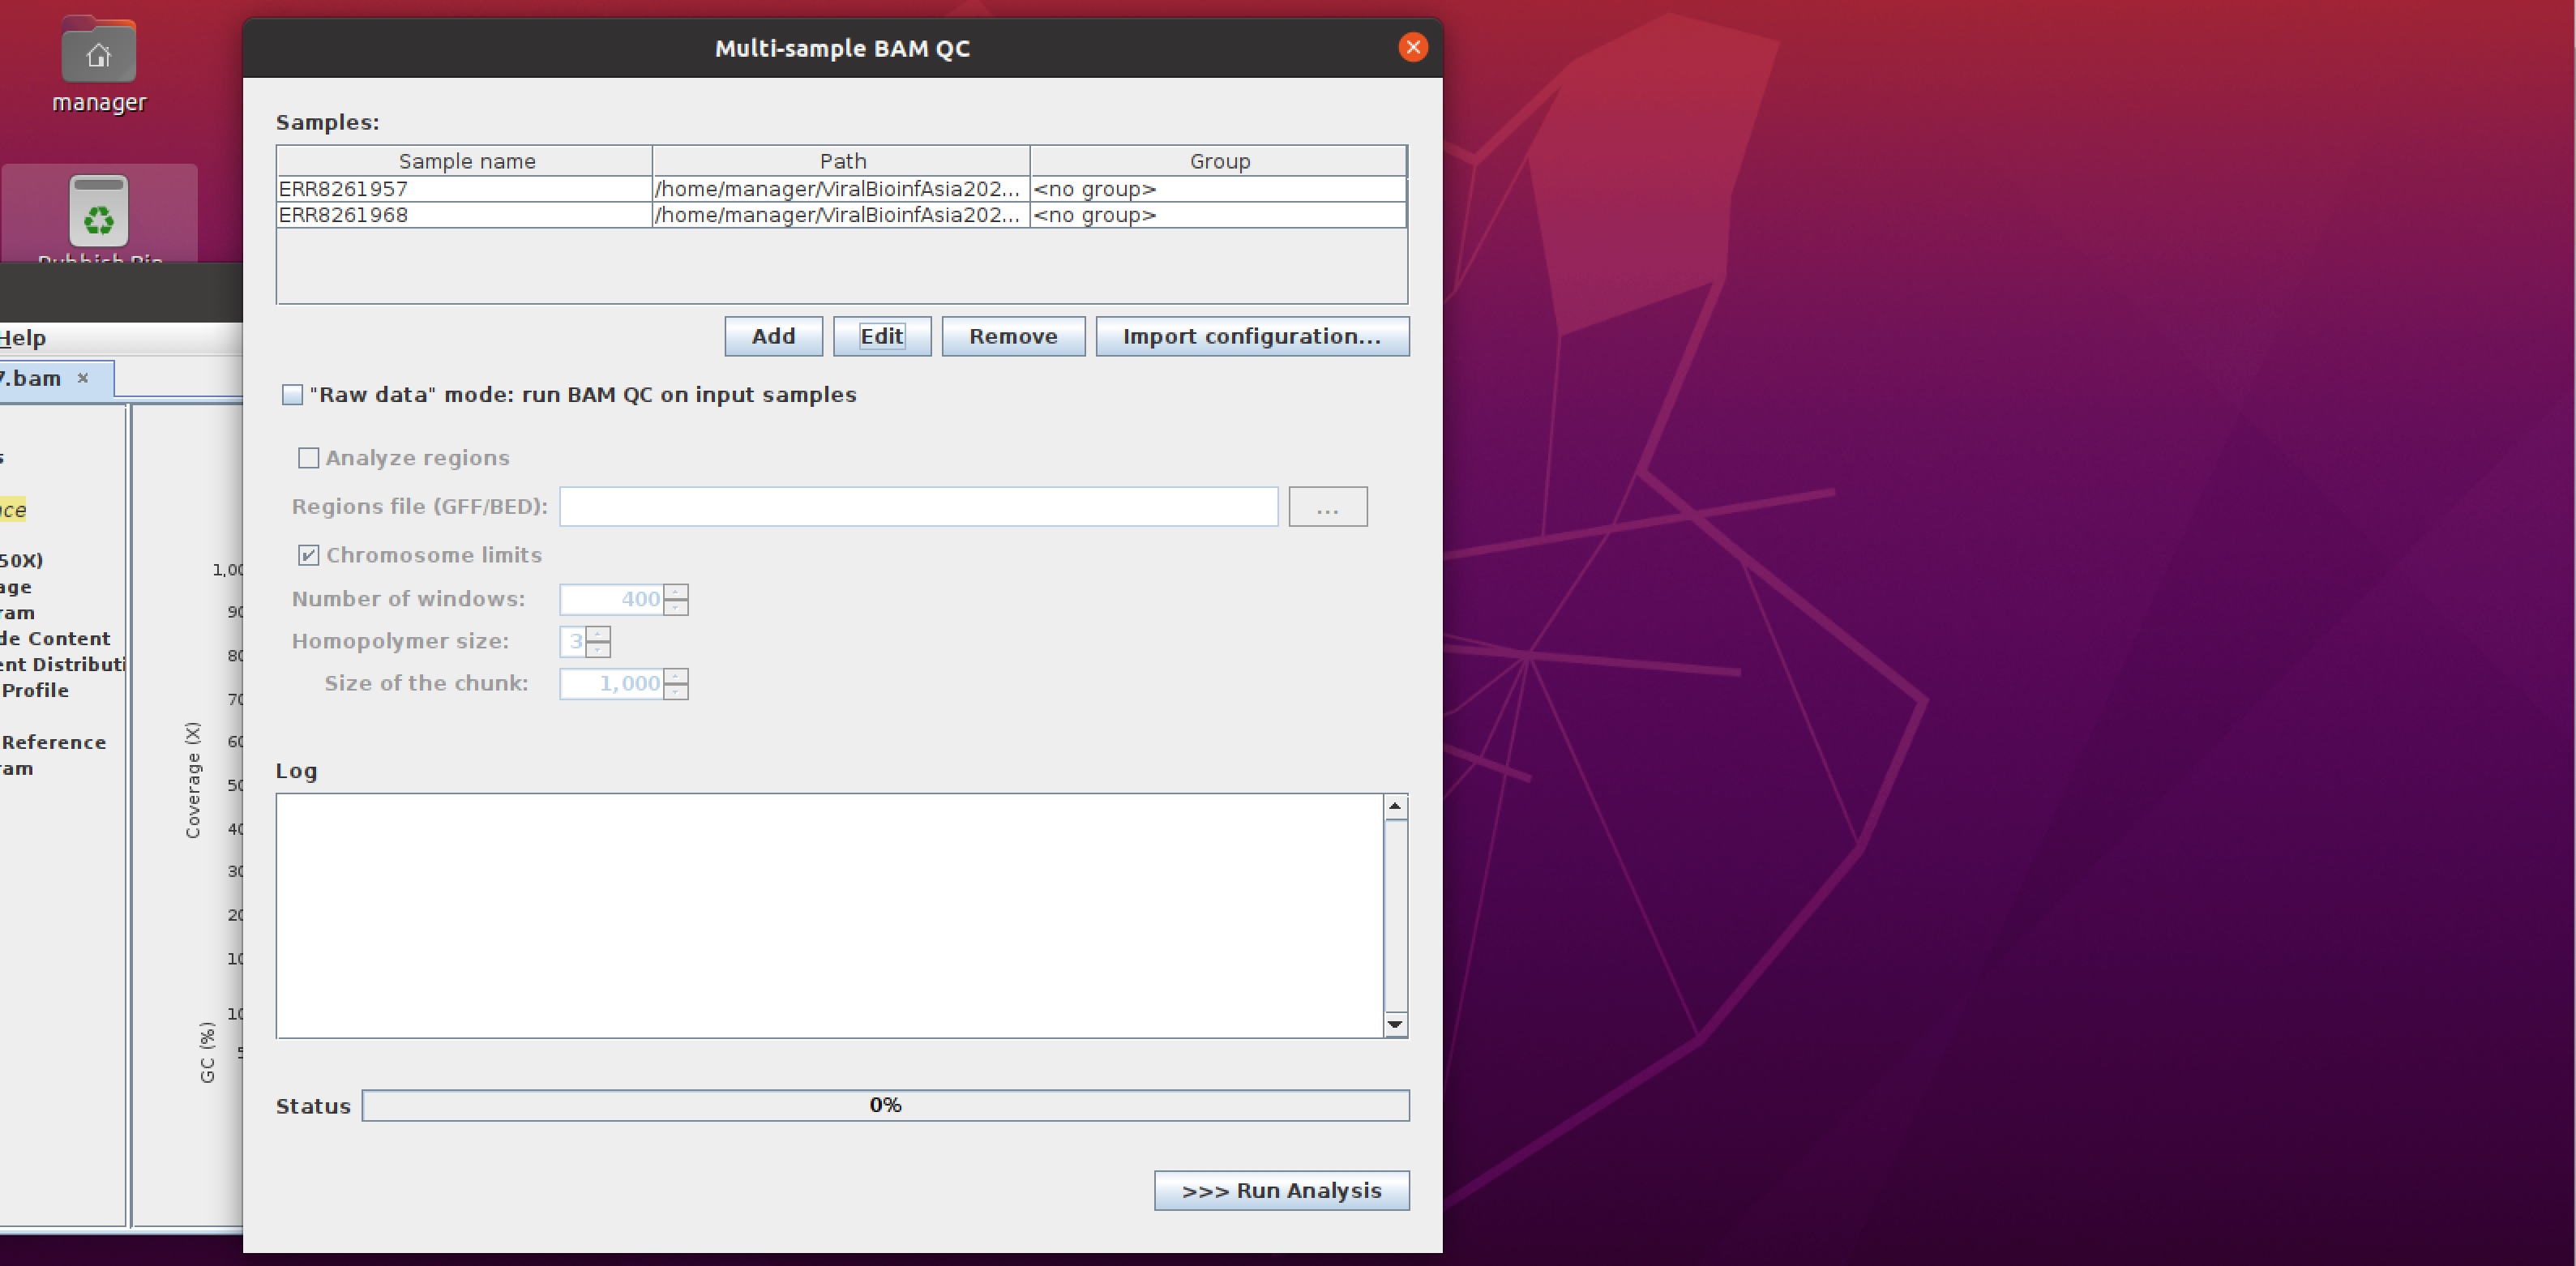 manager
Rubbish Bin
Help
7.bam ×
s
nce
50X)
age
ram
de Content
ent Distributi
Profile
Reference
ram
Coverage (X)
1,00
90
80
70
60
50
40
30
20
10
GC (%)
10
5
Multi-sample BAM QC
Samples:
Sample name Path Group
ERR8261957 /home/manager/ViralBioinfAsia202... <no group>
ERR8261968 /home/manager/ViralBioinfAsia202... <no group>
Add Edit Remove Import configuration...
"Raw data" mode: run BAM QC on input samples
Analyze regions
Regions file (GFF/BED): ...
Chromosome limits
Number of windows: 400
Homopolymer size: 3
Size of the chunk: 1,000
Log
Status 0%
>>> Run Analysis